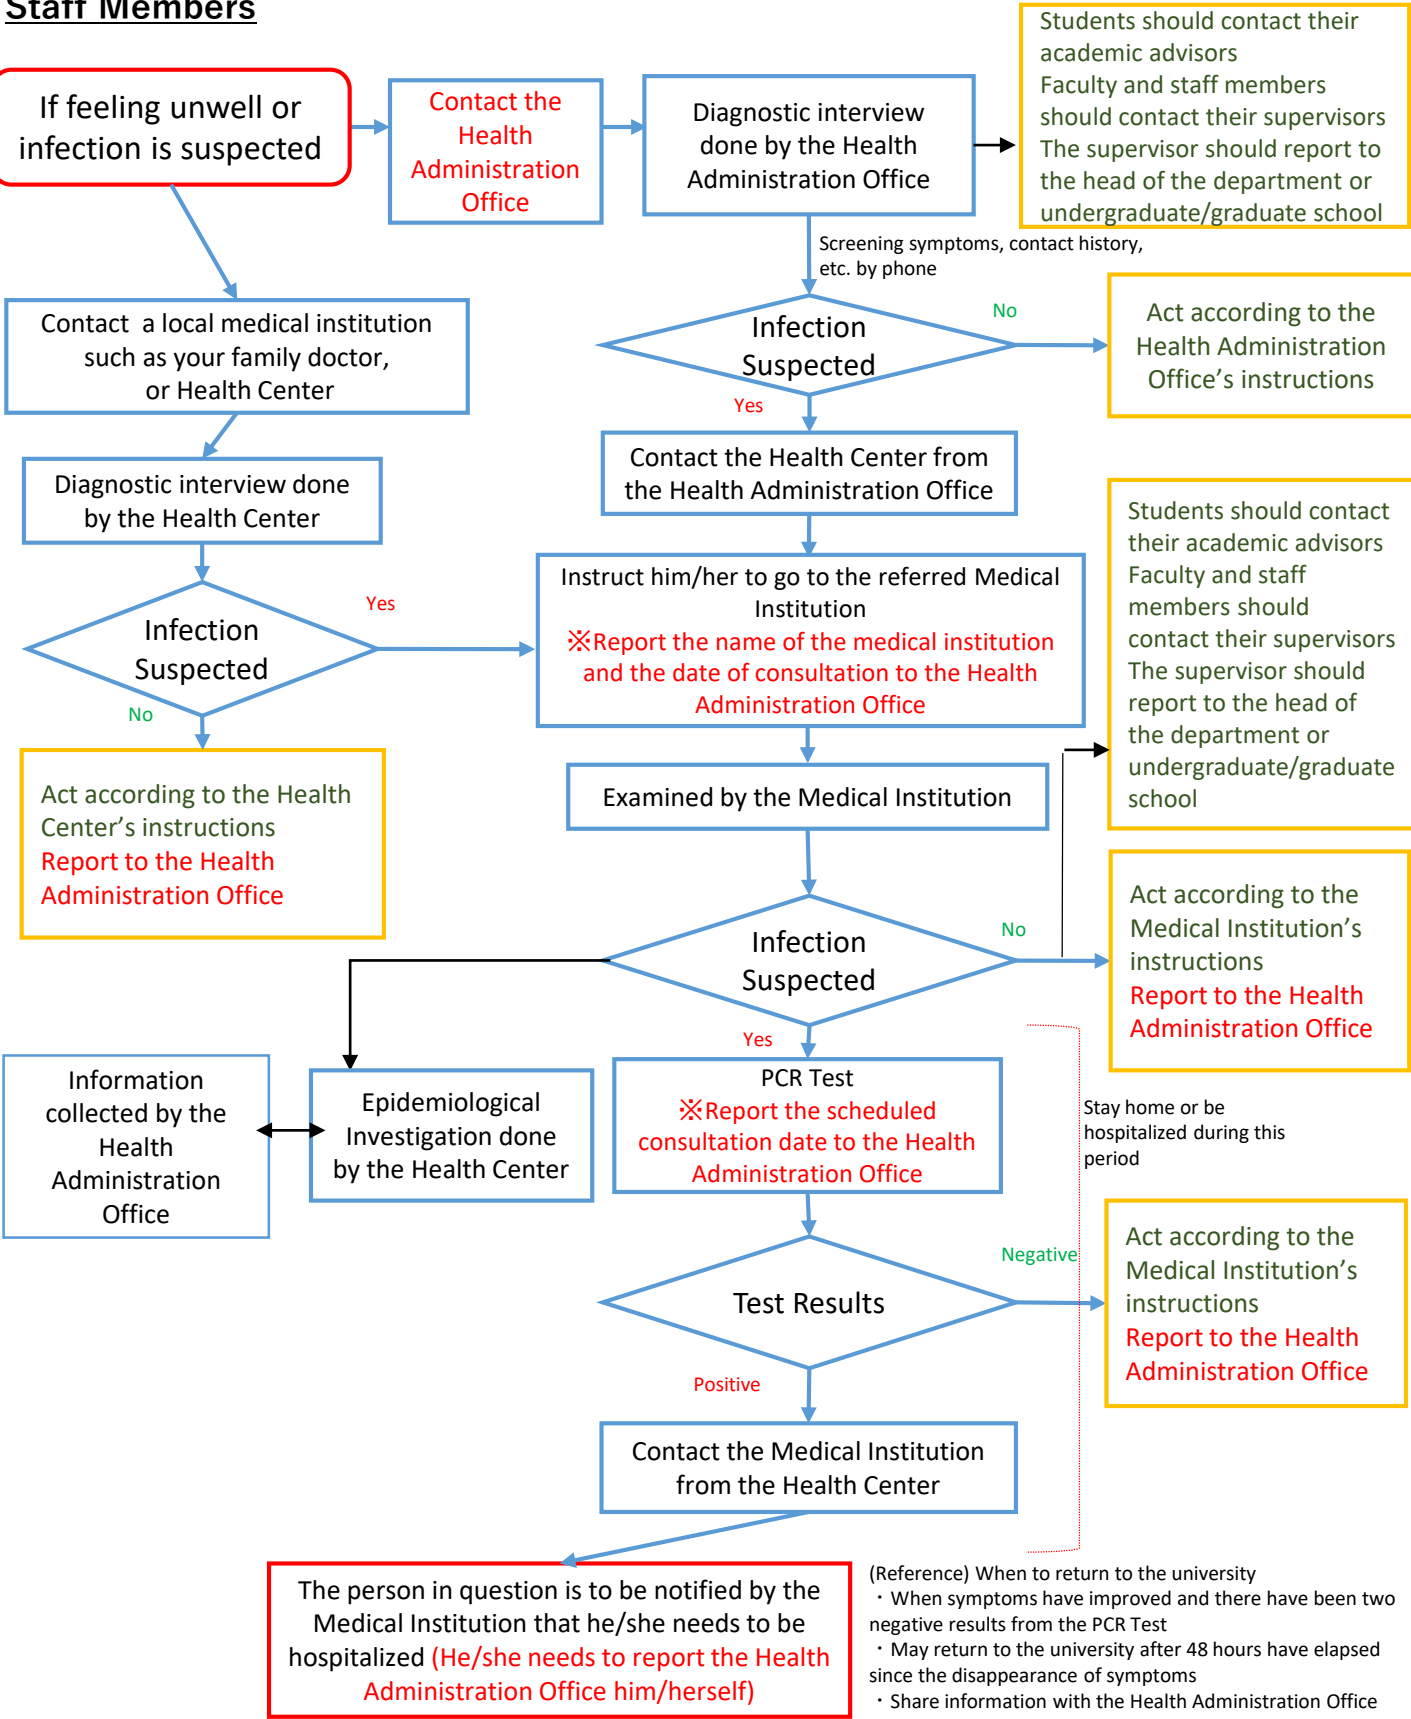 Staff Members
If feeling unwell or
infection is suspected
Contact the
Health
Administration
Office
Diagnostic interview
done by the Health
Administration Office
Students should contact their
academic advisors
Faculty and staff members
should contact their supervisors
The supervisor should report to
the head of the department or
undergraduate/graduate school
Screening symptoms, contact history,
etc. by phone
Contact  a local medical institution
such as your family doctor,
or Health Center
Infection
Suspected
No
Yes
Act according to the
Health Administration
Office’s instructions
Diagnostic interview done
by the Health Center
Contact the Health Center from
the Health Administration Office
Students should contact
their academic advisors
Faculty and staff
members should
contact their supervisors
The supervisor should
report to the head of
the department or
undergraduate/graduate
school
Infection
Suspected
Yes
No
Instruct him/her to go to the referred Medical
Institution
※Report the name of the medical institution
and the date of consultation to the Health
Administration Office
Act according to the Health
Center’s instructions
Report to the Health
Administration Office
Examined by the Medical Institution
Infection
Suspected
No
Yes
Act according to the
Medical Institution’s
instructions
Report to the Health
Administration Office
Information
collected by the
Health
Administration
Office
Epidemiological
Investigation done
by the Health Center
PCR Test
※Report the scheduled
consultation date to the Health
Administration Office
Stay home or be
hospitalized during this
period
Test Results
Negative
Positive
Act according to the
Medical Institution’s
instructions
Report to the Health
Administration Office
Contact the Medical Institution
from the Health Center
The person in question is to be notified by the
Medical Institution that he/she needs to be
hospitalized (He/she needs to report the Health
Administration Office him/herself)
(Reference) When to return to the university
・When symptoms have improved and there have been two
negative results from the PCR Test
・May return to the university after 48 hours have elapsed
since the disappearance of symptoms
・Share information with the Health Administration Office